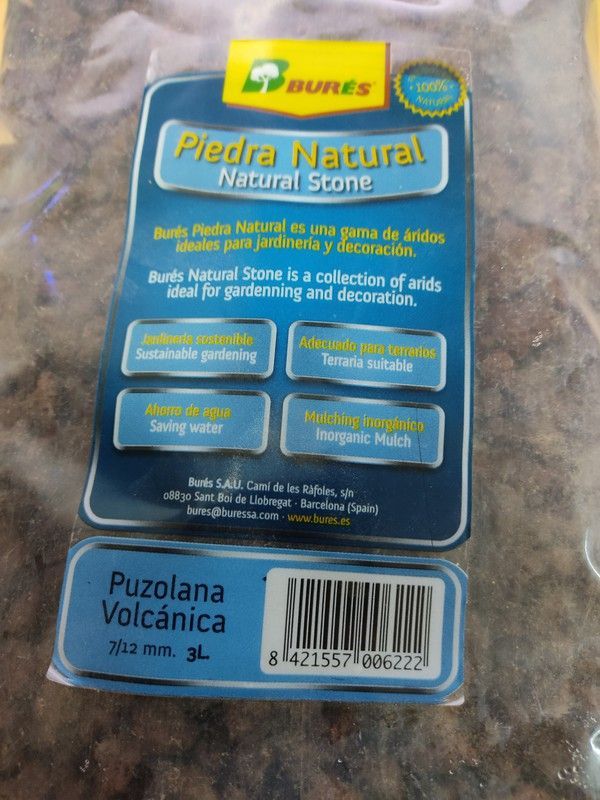 BURÉS
100%
NATURAL
Piedra Natural
Natural Stone
Burés Piedra Natural es una gama de áridos
ideales para jardinería y decoración.
Burés Natural Stone is a collection of arids
ideal for gardenning and decoration.
Jardinería sostenible
Sustainable gardening
Adecuado para terrarios
Terraria suitable
Ahorro de agua
Saving water
Mulching inorgánico
Inorganic Mulch
Burés S.A.U. Camí de les Ràfoles, s/n
08830 Sant Boi de Llobregat · Barcelona (Spain)
bures@buressa.com · www.bures.es
Puzolana
Volcánica
7/12 mm. 3L
8 421557 006222